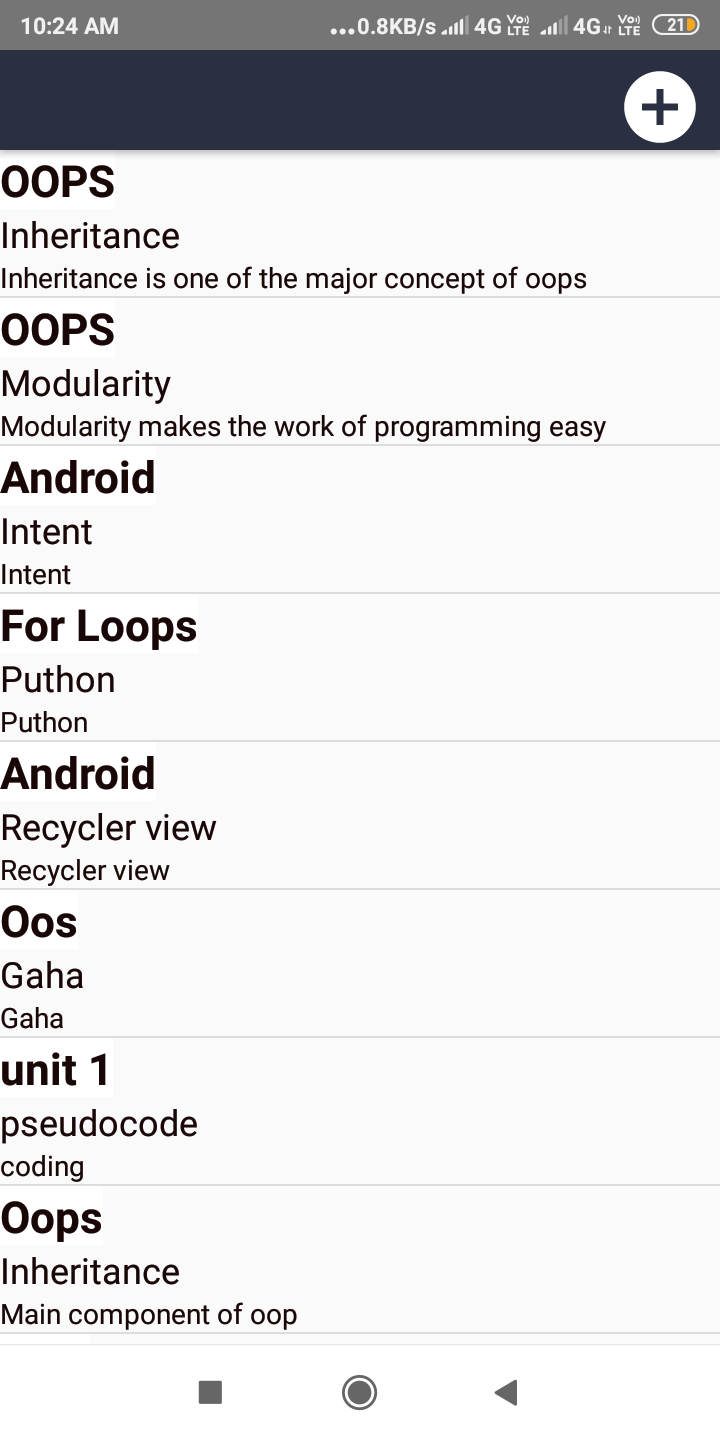 10:24 AM ...0.8KB/s 4G Vo)) LTE 4G Vo)) LTE 21
OOPS
Inheritance
Inheritance is one of the major concept of oops
OOPS
Modularity
Modularity makes the work of programming easy
Android
Intent
Intent
For Loops
Puthon
Puthon
Android
Recycler view
Recycler view
Oos
Gaha
Gaha
unit 1
pseudocode
coding
Oops
Inheritance
Main component of oop